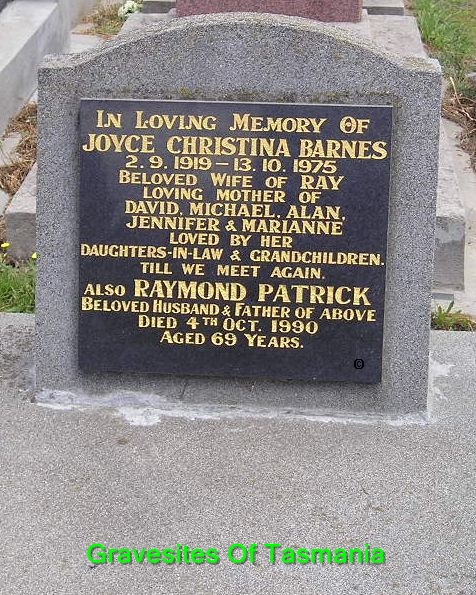 IN LOVING MEMORY OF
JOYCE CHRISTINA BARNES
2.9.1919 - 13.10.1975
BELOVED WIFE OF RAY
LOVING MOTHER OF
DAVID, MICHAEL, ALAN,
JENNIFER & MARIANNE
LOVED BY HER
DAUGHTERS-IN-LAW & GRANDCHILDREN.
TILL WE MEET AGAIN.
ALSO RAYMOND PATRICK
BELOVED HUSBAND & FATHER OF ABOVE
DIED 4TH OCT. 1990
AGED 69 YEARS.
©
Gravesites Of Tasmania